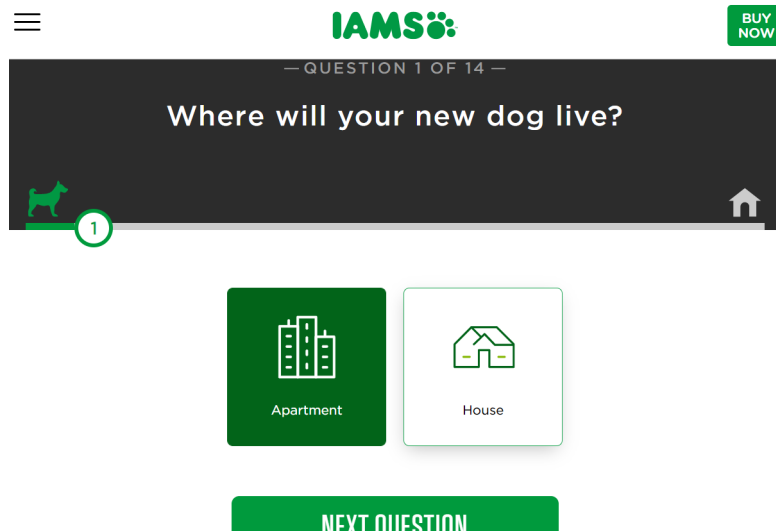 IAMS
BUY
NOW
— QUESTION 1 OF 14 —
Where will your new dog live?
1
Apartment
House
NEXT QUESTION